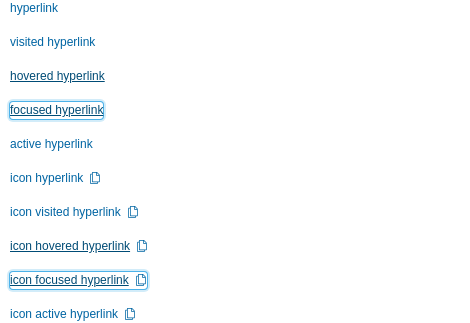 hyperlink
visited hyperlink
hovered hyperlink
focused hyperlink
active hyperlink
icon hyperlink
icon visited hyperlink
icon hovered hyperlink
icon focused hyperlink
icon active hyperlink